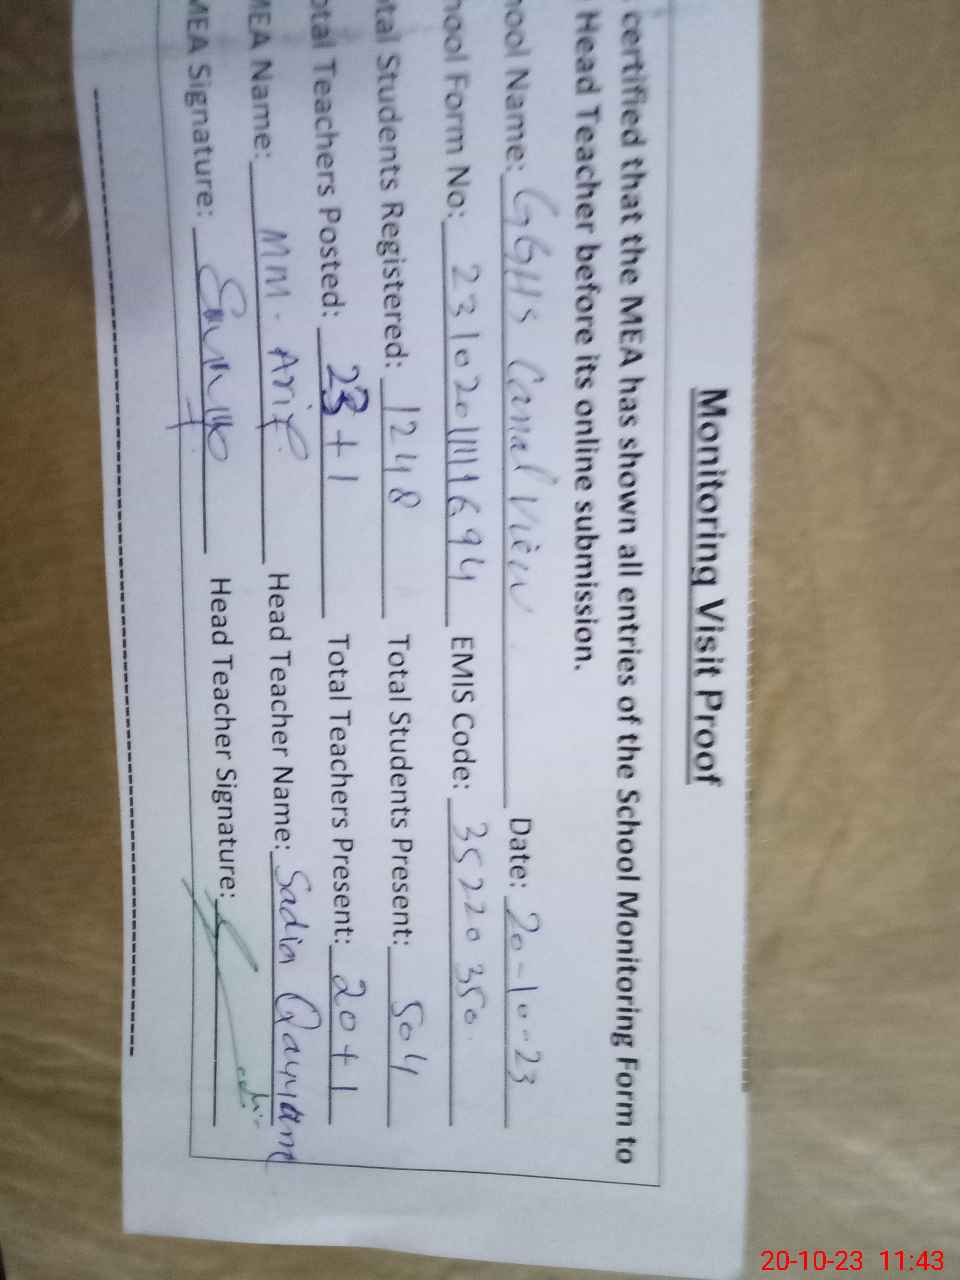 Monitoring Visit Proof
certified that the MEA has shown all entries of the School Monitoring Form to
Head Teacher before its online submission.
ool Name: GGHS Canal View Date: 20-10-23
ool Form No: EMIS Code: 35220350.
tal Students Registered: 1248 Total Students Present: 504
otal Teachers Posted: 23+1 Total Teachers Present: 20+1
MEA Name: MM. Arif Head Teacher Name: Sadia Qayyam
MEA Signature: Head Teacher Signature:
20-10-23 11:43